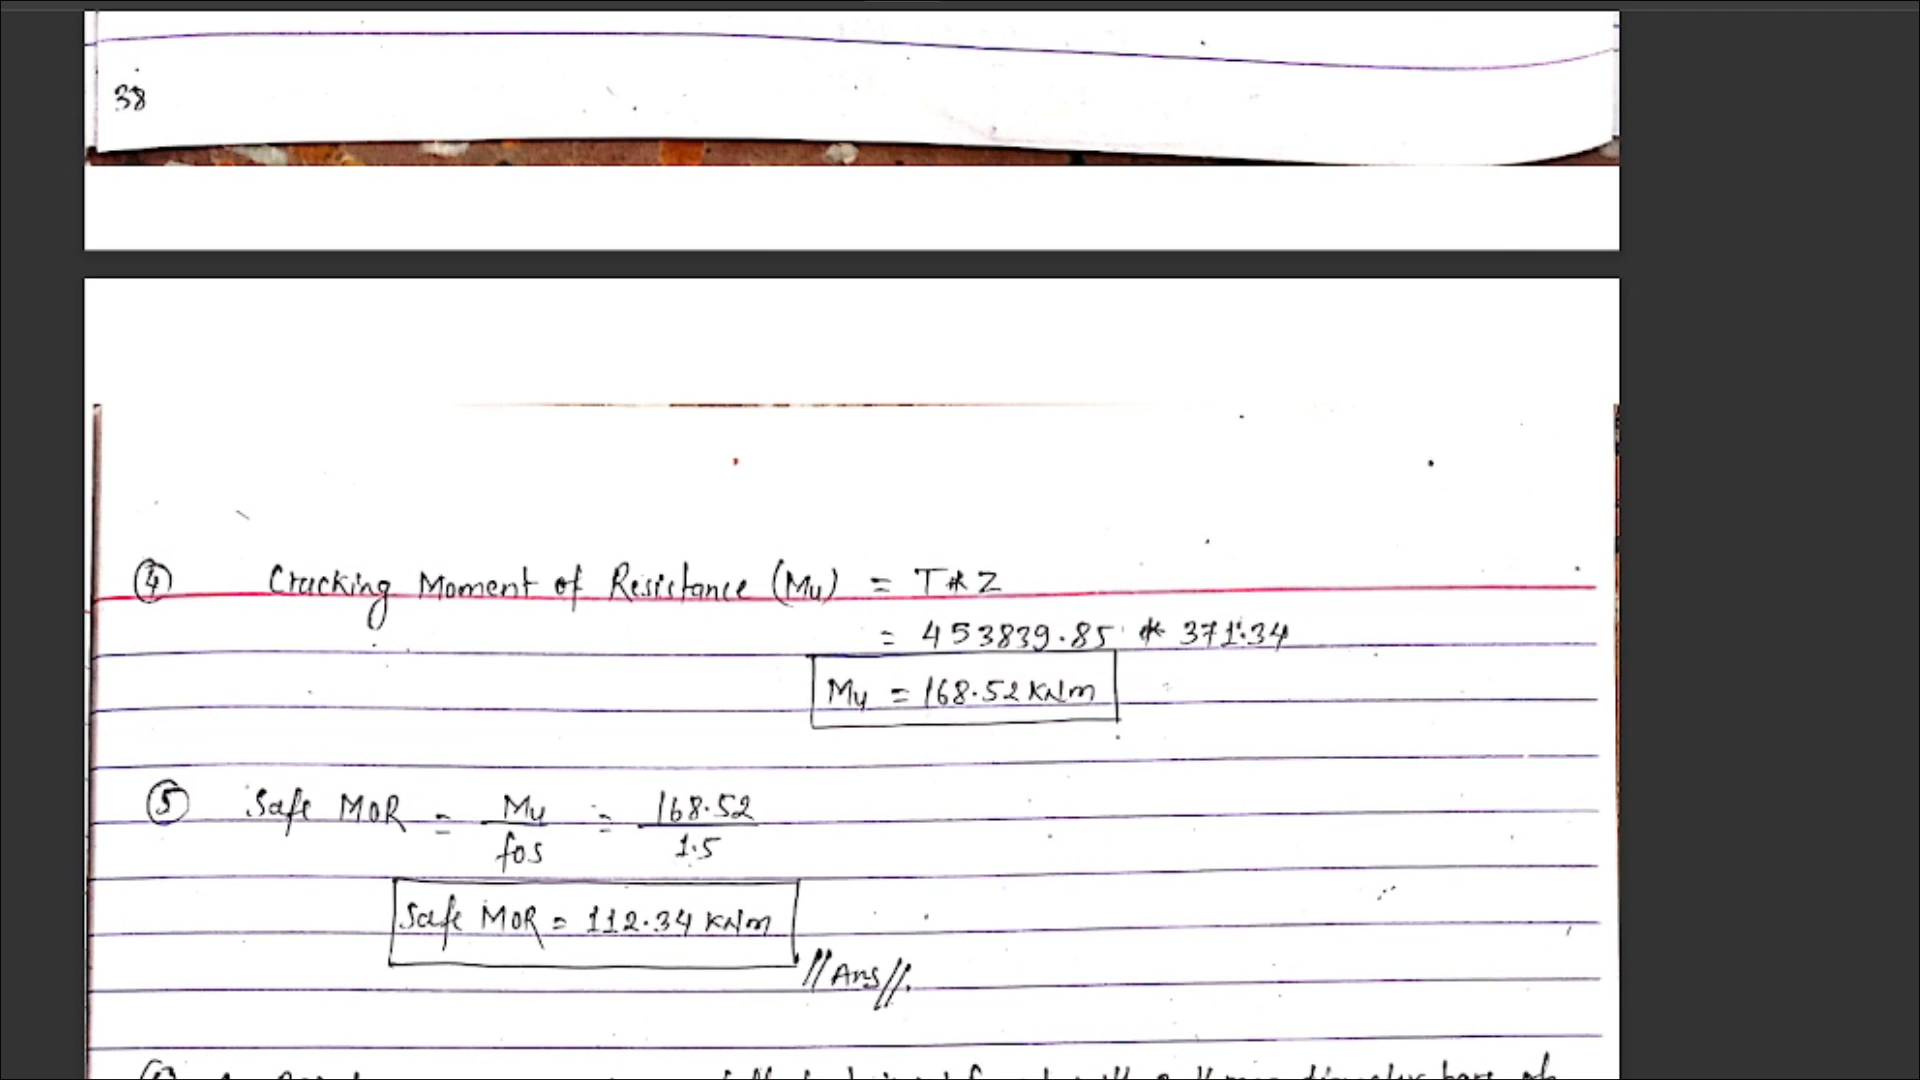 38
④ Cracking Moment of Resistance (Mu) = T * Z
= 453839.85 * 371.34
Mu = 168.52 KNm
⑤ Safe MOR = Mu / fos = 168.52 / 1.5
Safe MOR = 112.34 KNm
//Ans//.